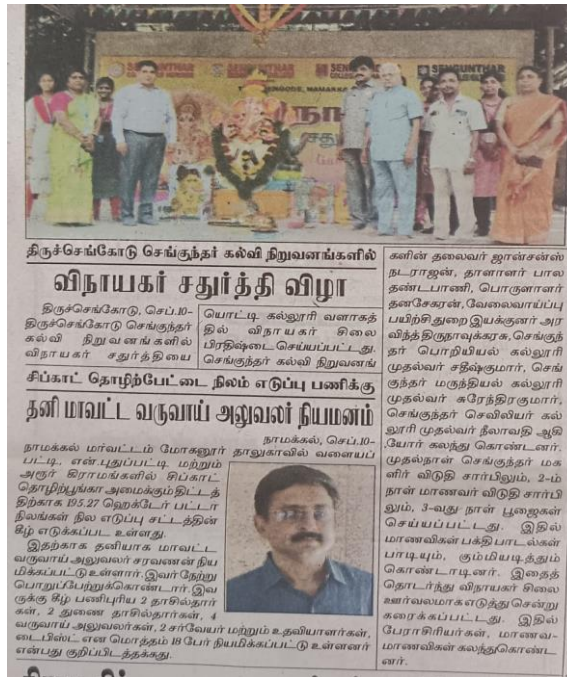 SENGUNTHAR
SENGUNTHAR
SENGUNTHAR
திருச்செங்கோடு செங்குந்தர் கல்வி நிறுவனங்களில்
விநாயகர் சதுர்த்தி விழா
திருச்செங்கோடு, செப்.10-
திருச்செங்கோடு செங்குந்தர்
கல்வி நிறுவனங்களில்
விநாயகர் சதுர்த்தியை
யொட்டி கல்லூரி வளாகத்
தில் விநாயகர் சிலை
பிரதிஷ்டை செய்யப்பட்டது.
செங்குந்தர் கல்வி நிறுவனங்
களின் தலைவர் ஜான்சன்ஸ்
நடராஜன், தாளாளர் பால
தண்டபாணி, பொருளாளர்
தனசேகரன், வேலைவாய்ப்பு
பயிற்சி துறை இயக்குனர் அர
விந்த்திருநாவுக்கரசு, செங்குந்
தர் பொறியியல் கல்லூரி
முதல்வர் சதீஷ்குமார், செங்
குந்தர் மருந்தியல் கல்லூரி
முதல்வர் சுரேந்திரகுமார்,
செங்குந்தர் செவிலியர் கல்
லூரி முதல்வர் நீலாவதி ஆகி
யோர் கலந்து கொண்டனர்.
முதல்நாள் செங்குந்தர் மக
ளிர் விடுதி சார்பிலும், 2-ம்
நாள் மாணவர் விடுதி சார்பி
லும், 3-வது நாள் பூஜைகள்
செய்யப்பட்டது. இதில்
மாணவிகள் பக்தி பாடல்கள்
பாடியும், கும்மியடித்தும்
கொண்டாடினர். இதைத்
தொடர்ந்து விநாயகர் சிலை
ஊர்வலமாக எடுத்து சென்று
கரைக்கப்பட்டது. இதில்
பேராசிரியர்கள், மாணவ-
மாணவிகள் கலந்துகொண்ட
னர்.
சிப்காட் தொழிற்பேட்டை நிலம் எடுப்பு பணிக்கு
தனி மாவட்ட வருவாய் அலுவலர் நியமனம்
நாமக்கல், செப்.10-
நாமக்கல் மாவட்டம் மோகனூர் தாலுகாவில் வளையப்
பட்டி, என்.புதுப்பட்டி மற்றும்
அரூர் கிராமங்களில் சிப்காட்
தொழிற்பூங்கா அமைக்கும் திட்டத்
திற்காக 195.27 ஹெக்டேர் பட்டா
நிலங்கள் நில எடுப்பு சட்டத்தின்
கீழ் எடுக்கப்பட உள்ளது.
இதற்காக தனியாக மாவட்ட
வருவாய் அலுவலர் சரவணன் நிய
மிக்கப்பட்டு உள்ளார். இவர் நேற்று
பொறுப்பேற்றுகொண்டார். இவ
ருக்கு கீழ் பணிபுரிய 2 தாசில்தார்
கள், 2 துணை தாசில்தார்கள், 4
வருவாய் அலுவலர்கள், 2 சர்வேயர் மற்றும் உதவியாளர்கள்,
டைபிஸ்ட் என மொத்தம் 18 பேர் நியமிக்கப்பட்டு உள்ளனர்
என்பது குறிப்பிடத்தக்கது.